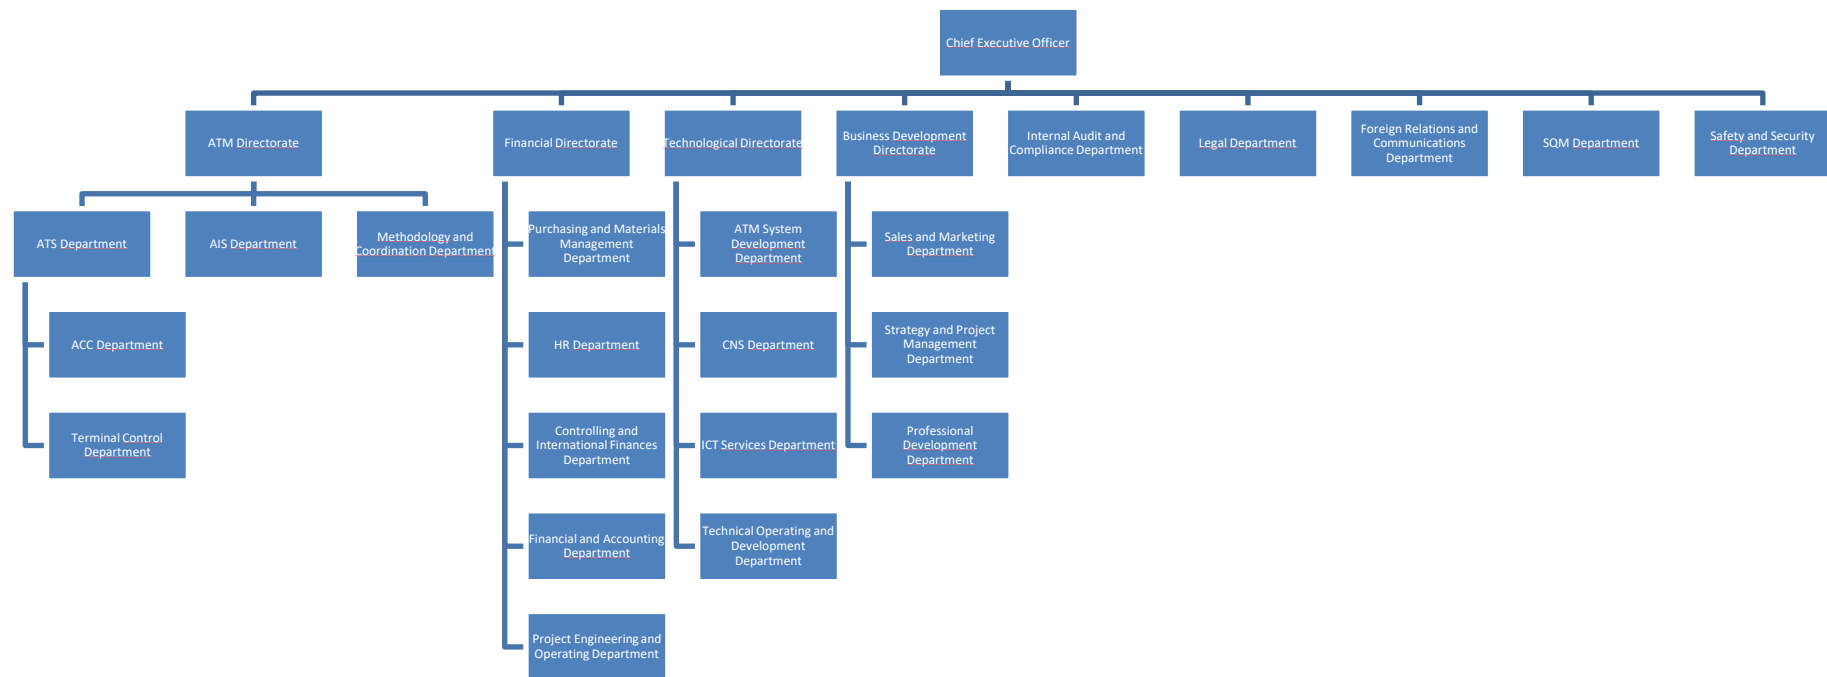 Chief Executive Officer
ATM Directorate
Financial Directorate
Technological Directorate
Business Development
Directorate
Internal Audit and
Compliance Department
Legal Department
Foreign Relations and
Communications
Department
SQM Department
Safety and Security
Department
ATS Department
AIS Department
Methodology and
Coordination Department
Purchasing and Materials
Management
Department
ATM System
Development
Department
Sales and Marketing
Department
ACC Department
HR Department
CNS Department
Strategy and Project
Management
Department
Terminal Control
Department
Controlling and
International Finances
Department
ICT Services Department
Professional
Development
Department
Financial and Accounting
Department
Technical Operating and
Development
Department
Project Engineering and
Operating Department